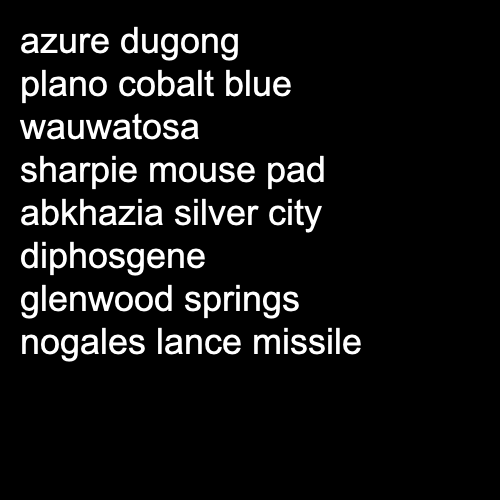 azure dugong
plano cobalt blue
wauwatosa
sharpie mouse pad
abkhazia silver city
diphosgene
glenwood springs
nogales lance missile